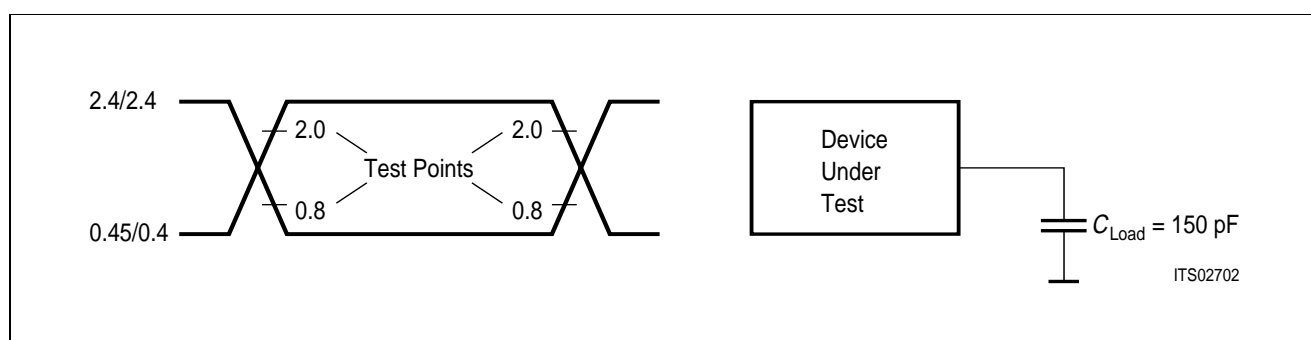 2.4/2.4
2.0
2.0
Test Points
0.8
0.8
0.45/0.4
Device
Under
Test
C Load = 150 pF
ITS02702